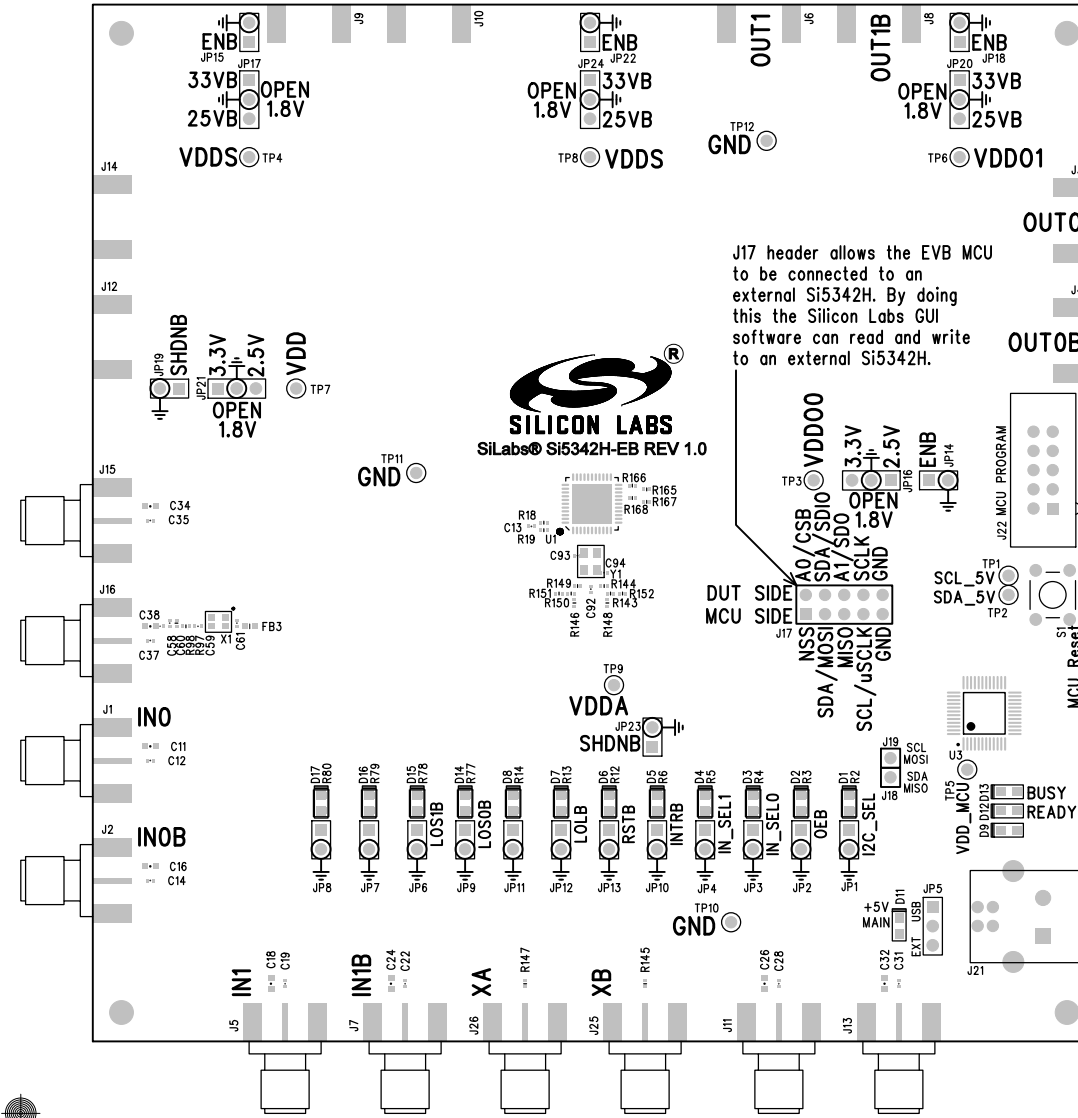 J9
J10
OUT1
J6
OUT1B
J8
ENB
JP15
ENB
JP22
ENB
JP18
JP17
33VB
OPEN
1.8V
25VB
JP24
33VB
OPEN
1.8V
25VB
JP20
33VB
OPEN
1.8V
25VB
VDDS TP4
TP8 VDDS
TP12
GND
TP6 VDDO1
J14
OUT0
J17 header allows the EVB MCU
to be connected to an
external Si5342H. By doing
this the Silicon Labs GUI
software can read and write
to an external Si5342H.
J12
OUT0B
JP19
SHDNB
JP21
3.3V
2.5V
OPEN
1.8V
VDD
TP7
®
SILICON LABS
SiLabs® Si5342H-EB REV 1.0
TP11
GND
TP3
VDDO0
3.3V
2.5V
JP16
OPEN
1.8V
ENB
JP14
J22 MCU PROGRAM
J15
C34
C35
R166
R165
R167
R168
R18
C13
R19
U1
C93
C94
Y1
R149
R151
R150
R146
C92
R144
R152
R143
R148
A0/CSB
SDA/SDIO
A1/SDO
SCLK
GND
DUT SIDE
MCU SIDE
J17
NSS
SDA/MOSI
MISO
SCL/uSCLK
GND
TP1
SCL_5V
SDA_5V
TP2
S1
MCU Reset
J16
C38
C37
C58
C60
R98
R97
C59
X1
C61
FB3
TP9
VDDA
JP23
SHDNB
J1
IN0
C11
C12
J2
IN0B
C16
C14
J19
SCL
MOSI
SDA
MISO
J18
U3
TP5
VDD_MCU
D13 BUSY
D12 READY
D9
D17
R80
JP8
D16
R79
JP7
D15
R78
LOS1B
JP6
D14
R77
LOS0B
JP9
D8
R14
JP11
D7
R13
LOLB
JP12
D6
R12
RSTB
JP13
D5
R6
INTRB
JP10
D4
R5
IN_SEL1
JP4
D3
R4
IN_SEL0
JP3
D2
R3
OEB
JP2
D1
R2
I2C_SEL
JP1
TP10
GND
+5V
MAIN
D11
JP5
USB
EXT
J21
IN1
C18
C19
J5
IN1B
C24
C22
J7
XA
R147
J26
XB
R145
J25
C26
C28
J11
C32
C31
J13